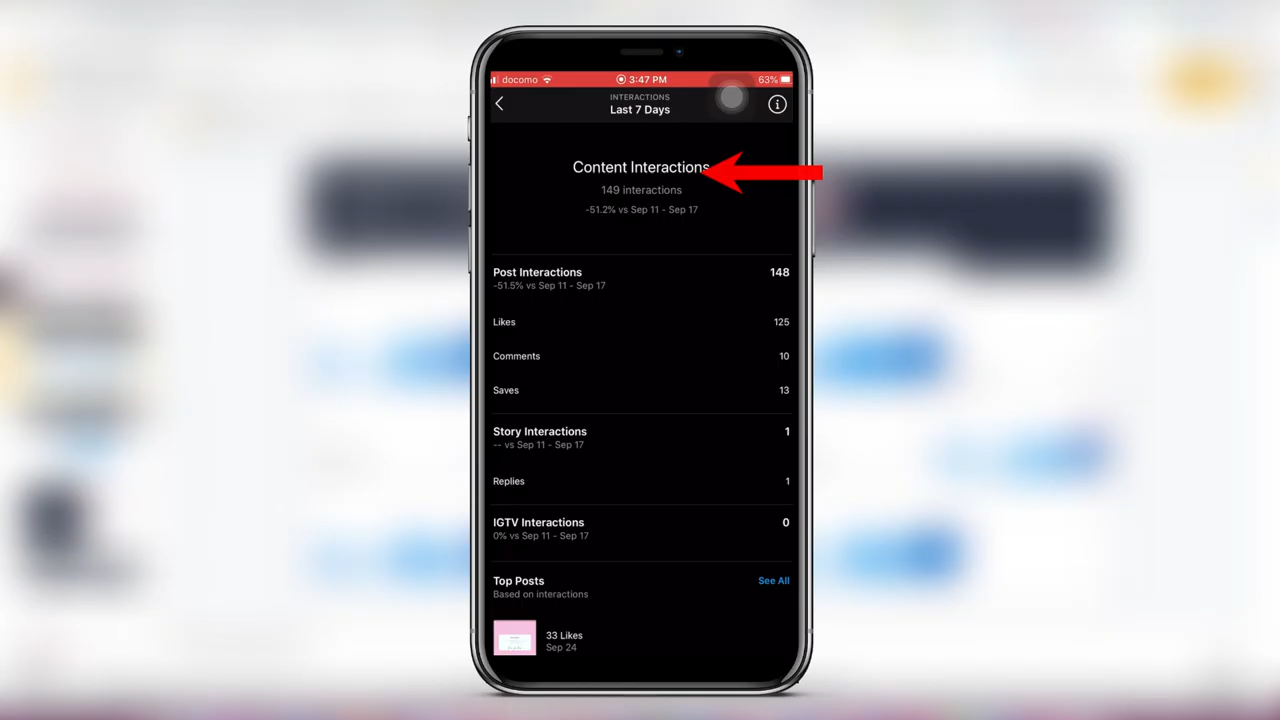 docomo 3:47 PM 63%
INTERACTIONS
Last 7 Days
Content Interactions
149 interactions
-51.2% vs Sep 11 - Sep 17
Post Interactions 148
-51.5% vs Sep 11 - Sep 17
Likes 125
Comments 10
Saves 13
Story Interactions 1
-- vs Sep 11 - Sep 17
Replies 1
IGTV Interactions 0
0% vs Sep 11 - Sep 17
Top Posts See All
Based on interactions
33 Likes
Sep 24